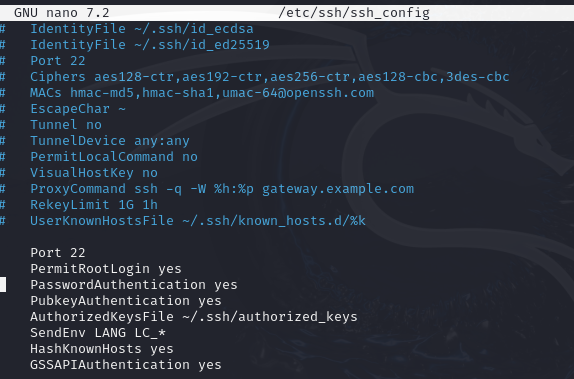 GNU nano 7.2 /etc/ssh/ssh_config
# IdentityFile ~/.ssh/id_ecdsa
# IdentityFile ~/.ssh/id_ed25519
# Port 22
# Ciphers aes128-ctr,aes192-ctr,aes256-ctr,aes128-cbc,3des-cbc
# MACs hmac-md5,hmac-sha1,umac-64@openssh.com
# EscapeChar ~
# Tunnel no
# TunnelDevice any:any
# PermitLocalCommand no
# VisualHostKey no
# ProxyCommand ssh -q -W %h:%p gateway.example.com
# RekeyLimit 1G 1h
# UserKnownHostsFile ~/.ssh/known_hosts.d/%k
Port 22
PermitRootLogin yes
PasswordAuthentication yes
PubkeyAuthentication yes
AuthorizedKeysFile ~/.ssh/authorized_keys
SendEnv LANG LC_*
HashKnownHosts yes
GSSAPIAuthentication yes